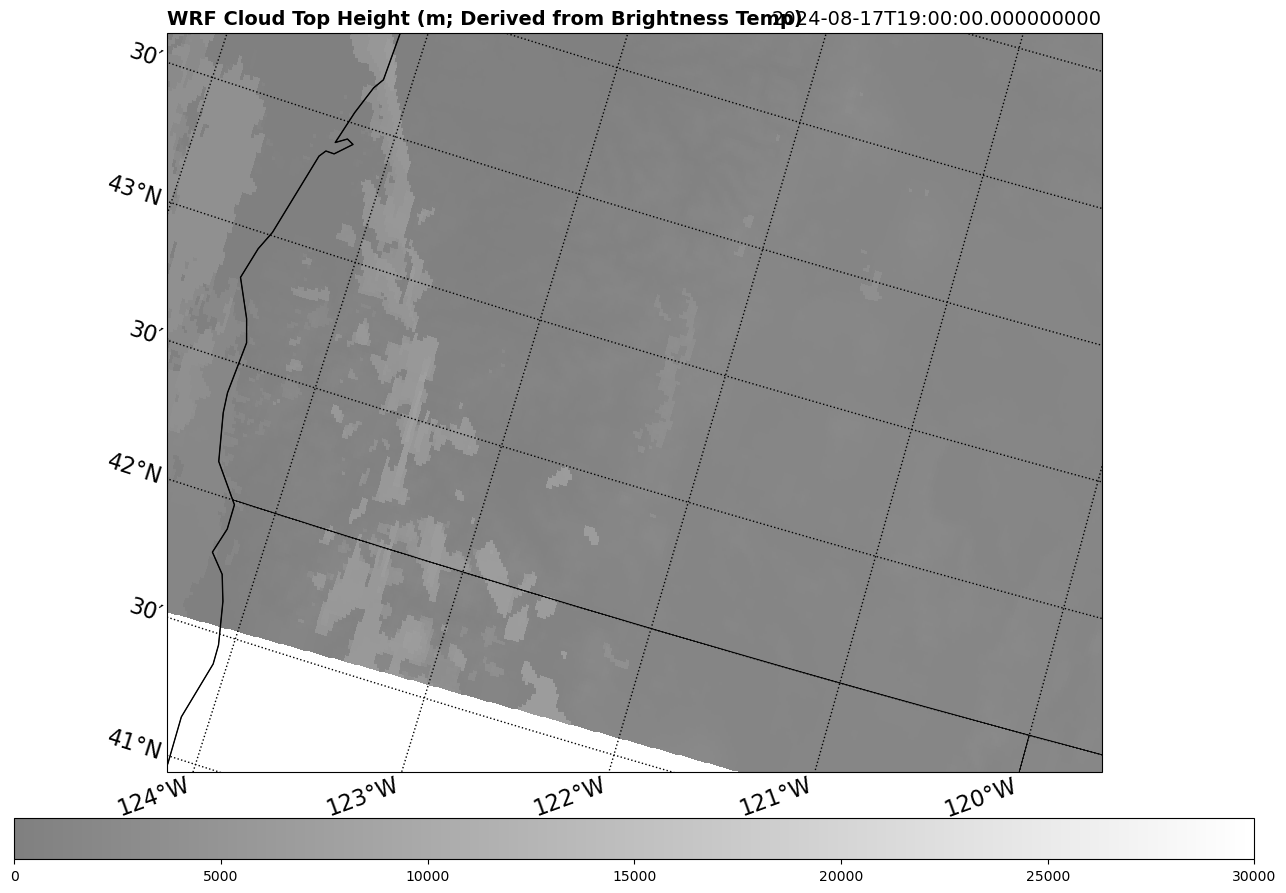 WRF Cloud Top Height (m; Derived from Brightness Temp) 2024-08-17T19:00:00.000000000
30′
43°N
30′
42°N
30′
41°N
124°W 123°W 122°W 121°W 120°W
0 5000 10000 15000 20000 25000 30000